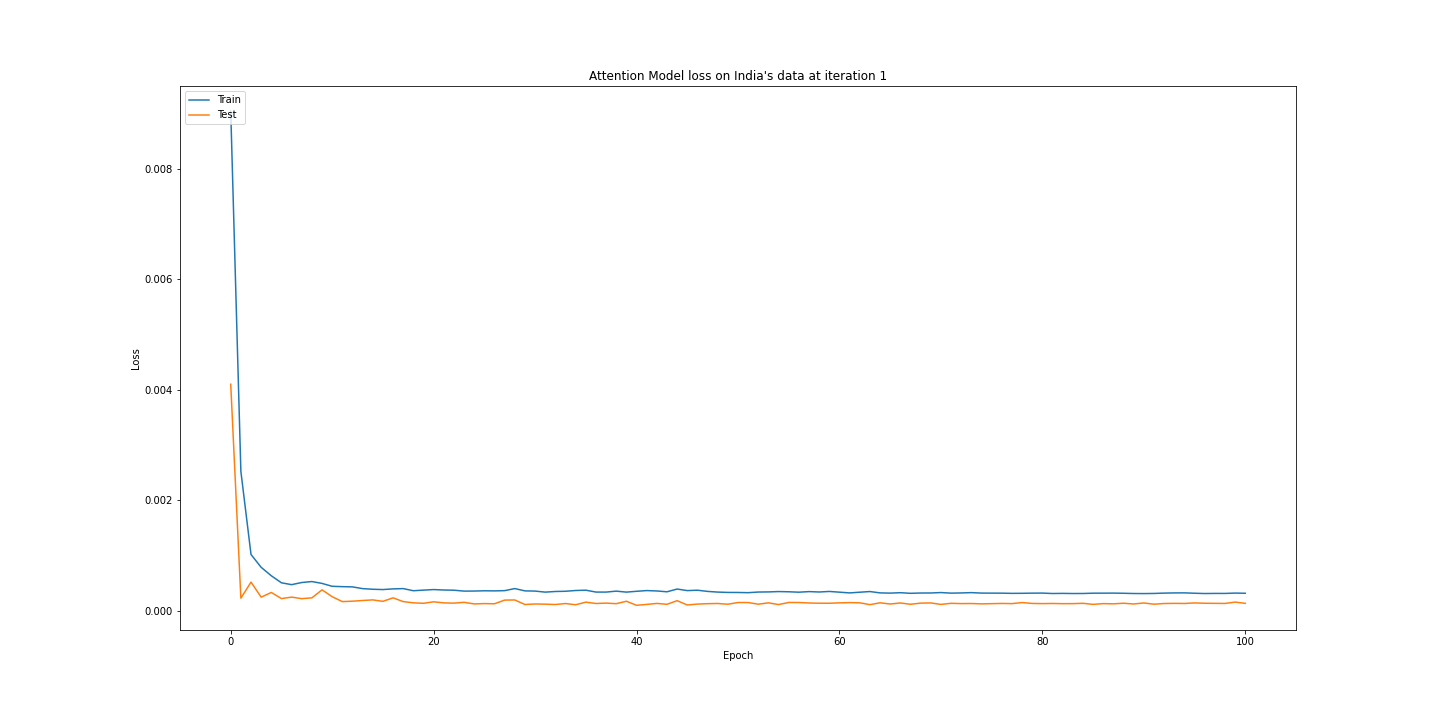 Attention Model loss on India's data at iteration 1
Train
Test
0.008
0.006
0.004
0.002
0.000
Loss
0 20 40 60 80 100
Epoch